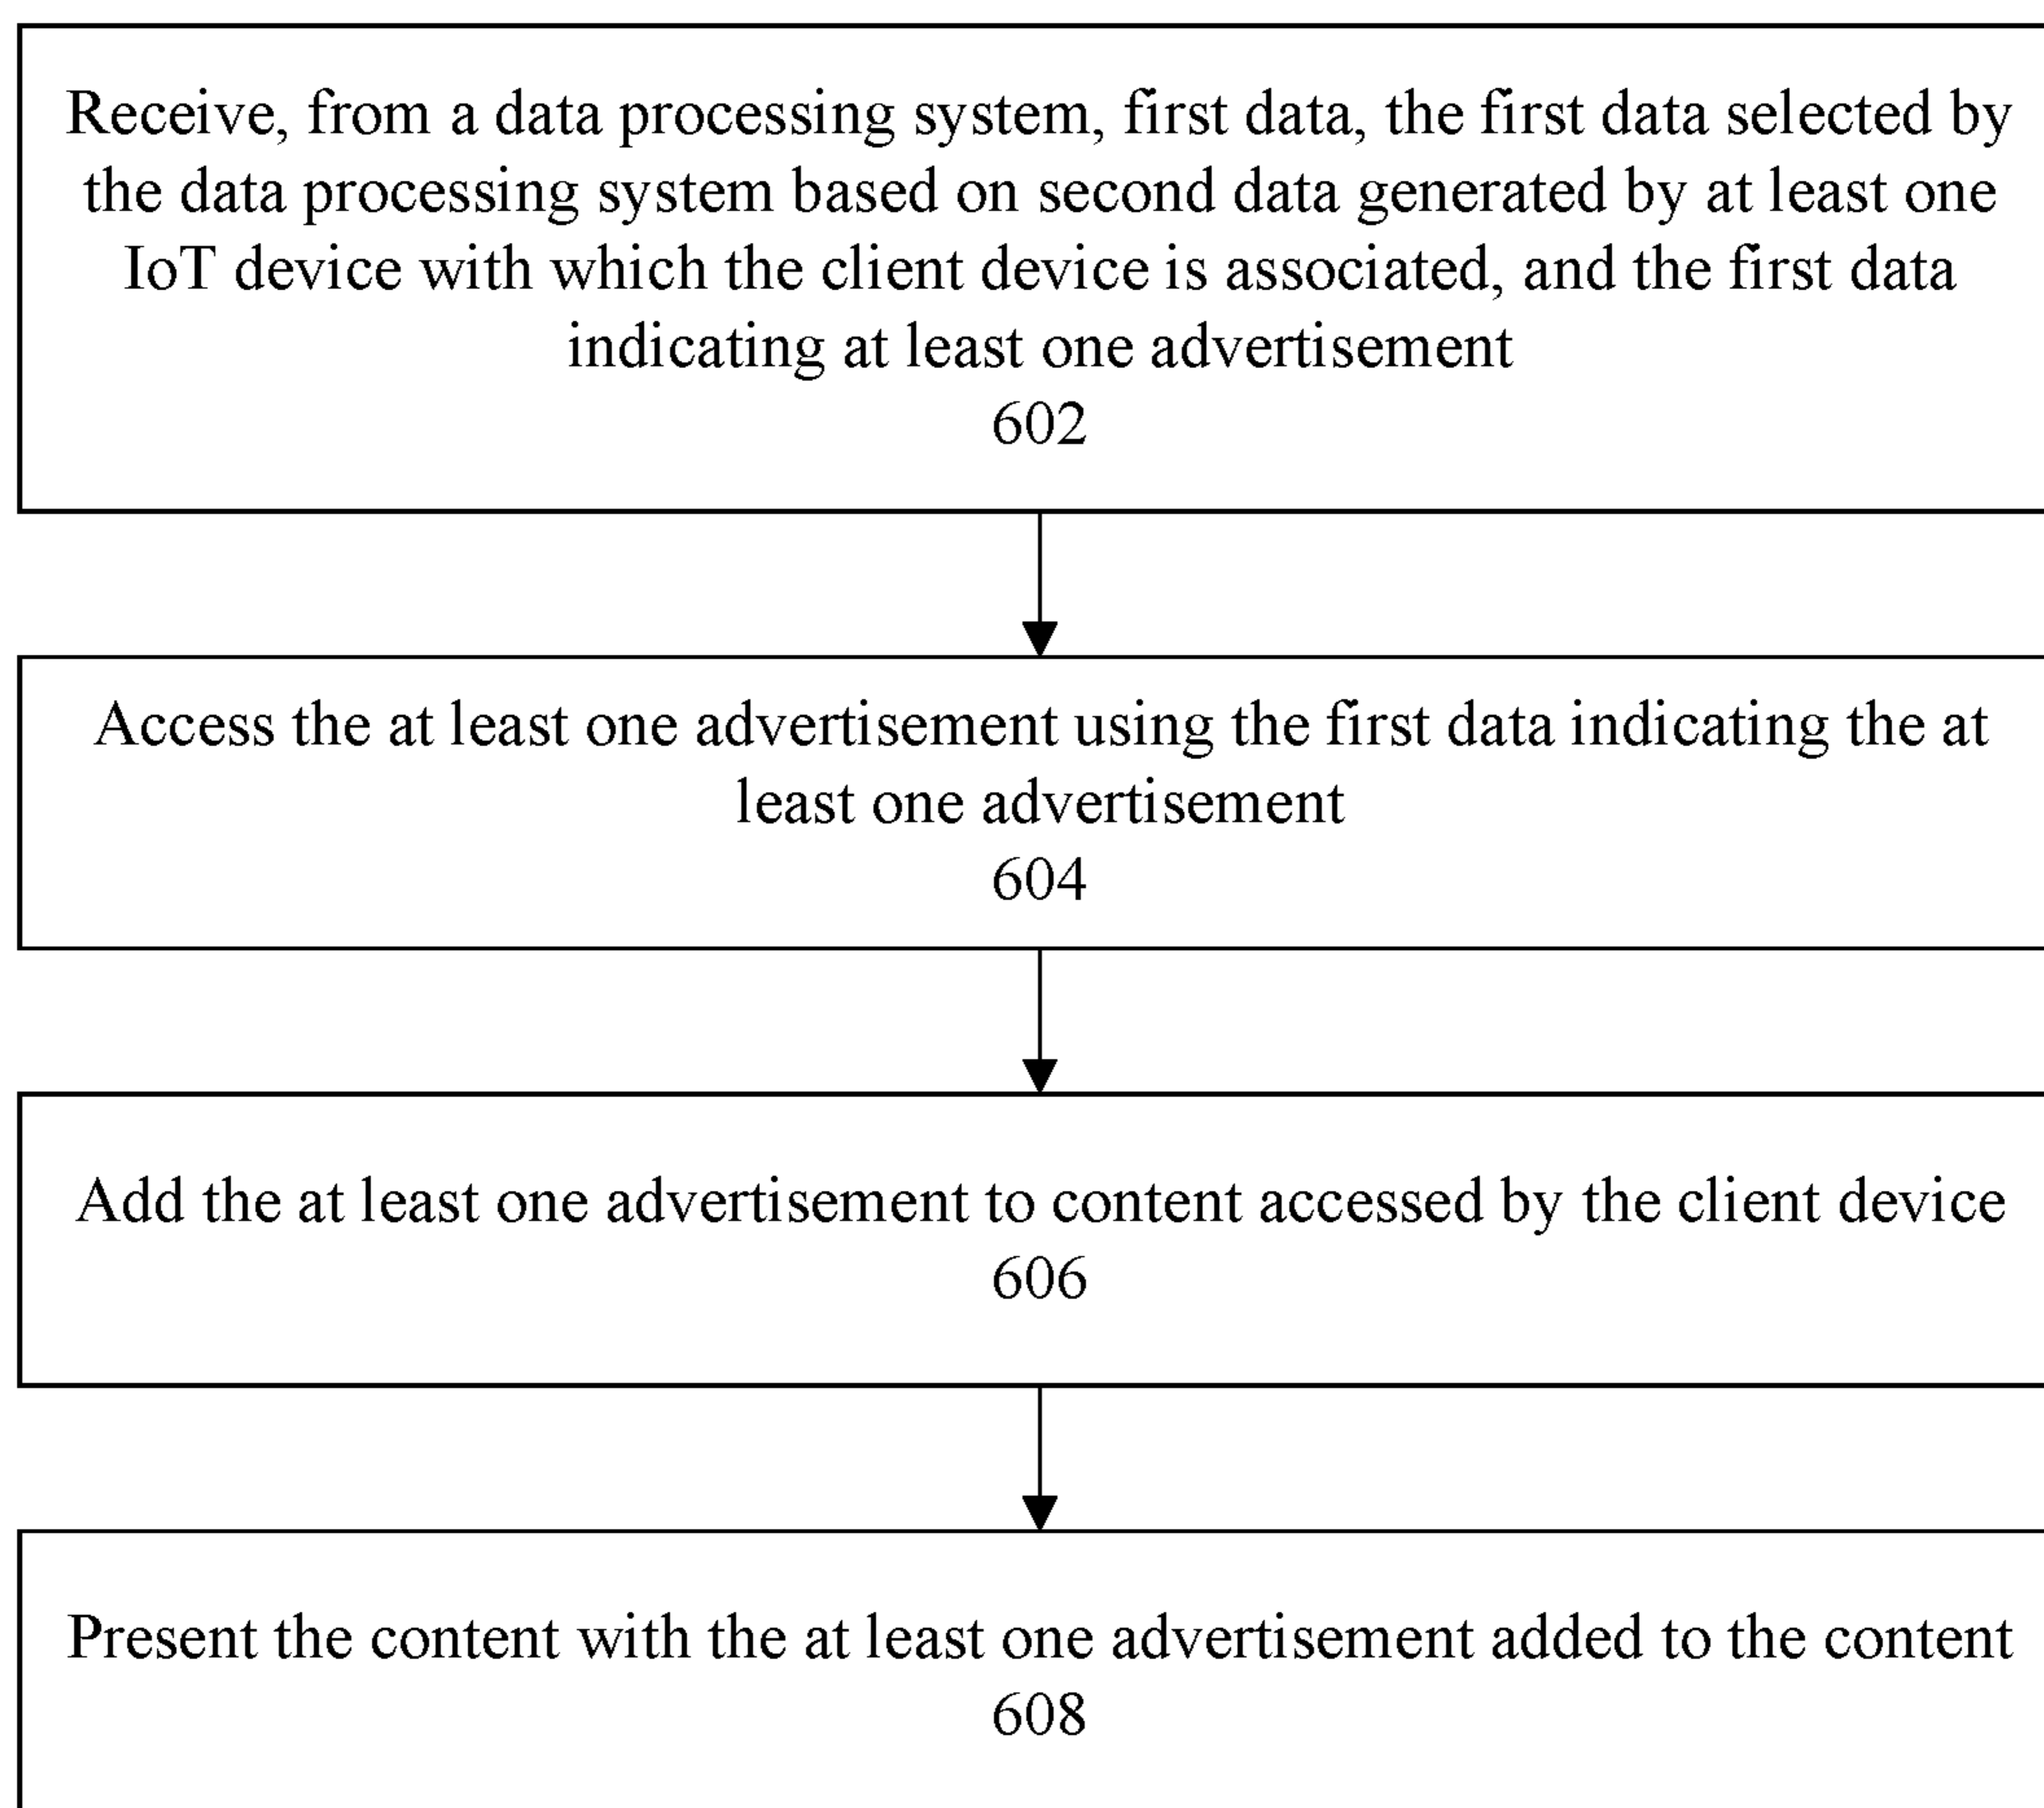 Receive, from a data processing system, first data, the first data selected by
the data processing system based on second data generated by at least one
IoT device with which the client device is associated, and the first data
indicating at least one advertisement
602
Access the at least one advertisement using the first data indicating the at
least one advertisement
604
Add the at least one advertisement to content accessed by the client device
606
Present the content with the at least one advertisement added to the content
608